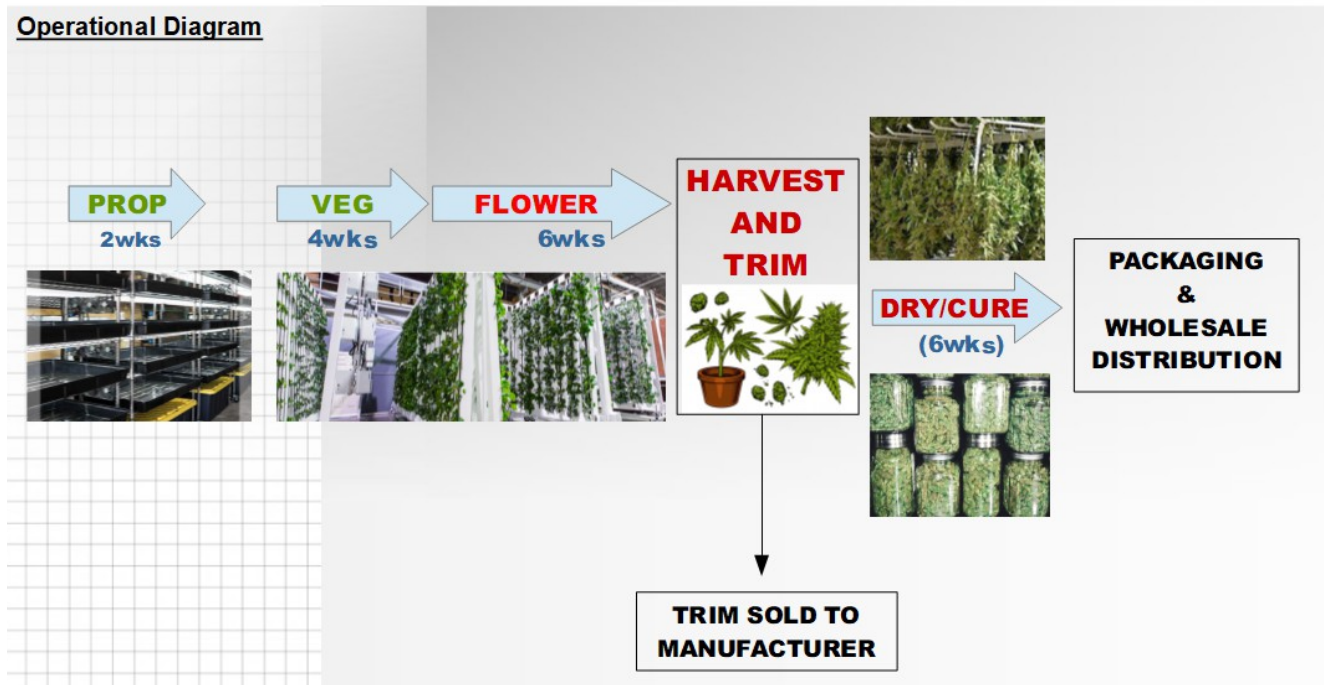 Operational Diagram
PROP
2wks
VEG
4wks
FLOWER
6wks
HARVEST
AND
TRIM
DRY/CURE
(6wks)
PACKAGING
&
WHOLESALE
DISTRIBUTION
TRIM SOLD TO
MANUFACTURER